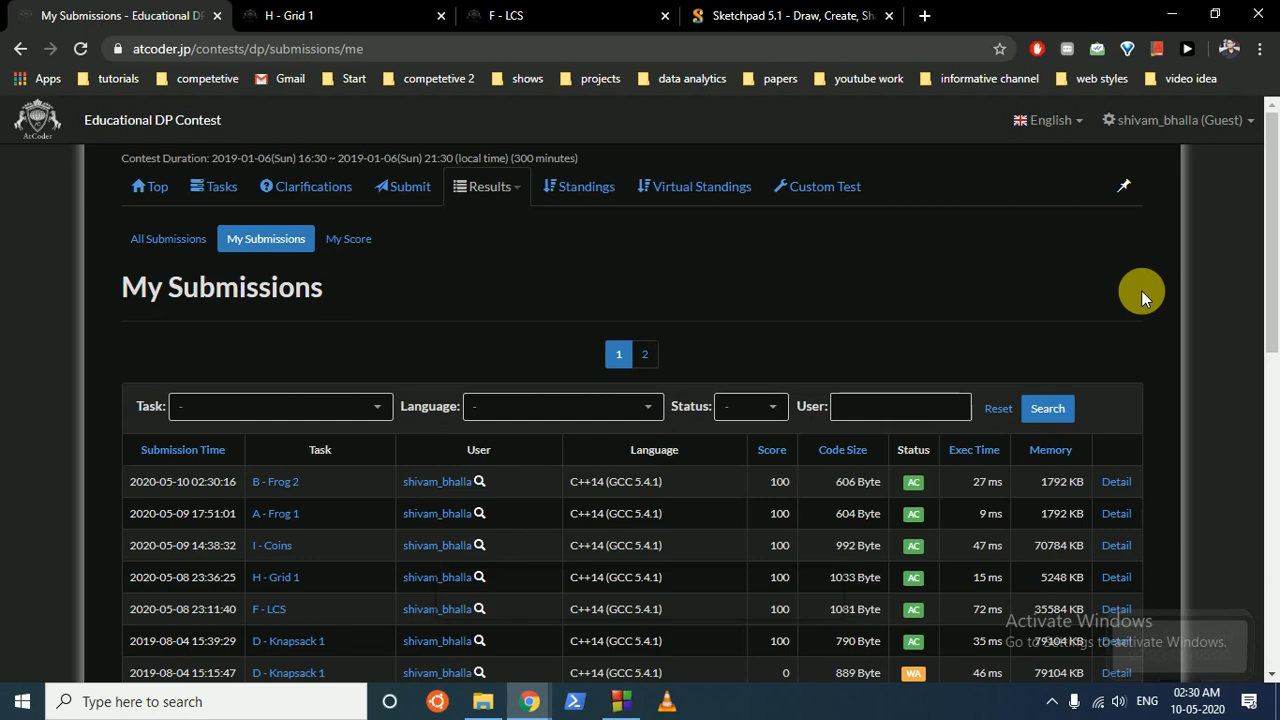 My Submissions - Educational DP
H - Grid 1
F - LCS
Sketchpad 5.1 - Draw, Create, Sha
atcoder.jp/contests/dp/submissions/me
Apps tutorials competetive Gmail Start competetive 2 shows projects data analytics papers youtube work informative channel web styles video idea
AtCoder
Educational DP Contest
English shivam_bhalla (Guest)
Contest Duration: 2019-01-06(Sun) 16:30 ~ 2019-01-06(Sun) 21:30 (local time) (300 minutes)
Top Tasks Clarifications Submit Results Standings Virtual Standings Custom Test
All Submissions My Submissions My Score
My Submissions
1 2
Task: - Language: - Status: - User: Reset Search
Submission Time Task User Language Score Code Size Status Exec Time Memory
2020-05-10 02:30:16 B - Frog 2 shivam_bhalla C++14 (GCC 5.4.1) 100 606 Byte AC 27 ms 1792 KB Detail
2020-05-09 17:51:01 A - Frog 1 shivam_bhalla C++14 (GCC 5.4.1) 100 604 Byte AC 9 ms 1792 KB Detail
2020-05-09 14:38:32 I - Coins shivam_bhalla C++14 (GCC 5.4.1) 100 992 Byte AC 47 ms 70784 KB Detail
2020-05-08 23:36:25 H - Grid 1 shivam_bhalla C++14 (GCC 5.4.1) 100 1033 Byte AC 15 ms 5248 KB Detail
2020-05-08 23:11:40 F - LCS shivam_bhalla C++14 (GCC 5.4.1) 100 1081 Byte AC 72 ms 35584 KB Detail
2019-08-04 15:39:29 D - Knapsack 1 shivam_bhalla C++14 (GCC 5.4.1) 100 790 Byte AC 35 ms 79104 KB Detail
2019-08-04 15:15:47 D - Knapsack 1 shivam_bhalla C++14 (GCC 5.4.1) 0 889 Byte WA 46 ms 79104 KB Detail
Activate Windows
Go to Settings to activate Windows.
Type here to search
ENG
02:30 AM
10-05-2020